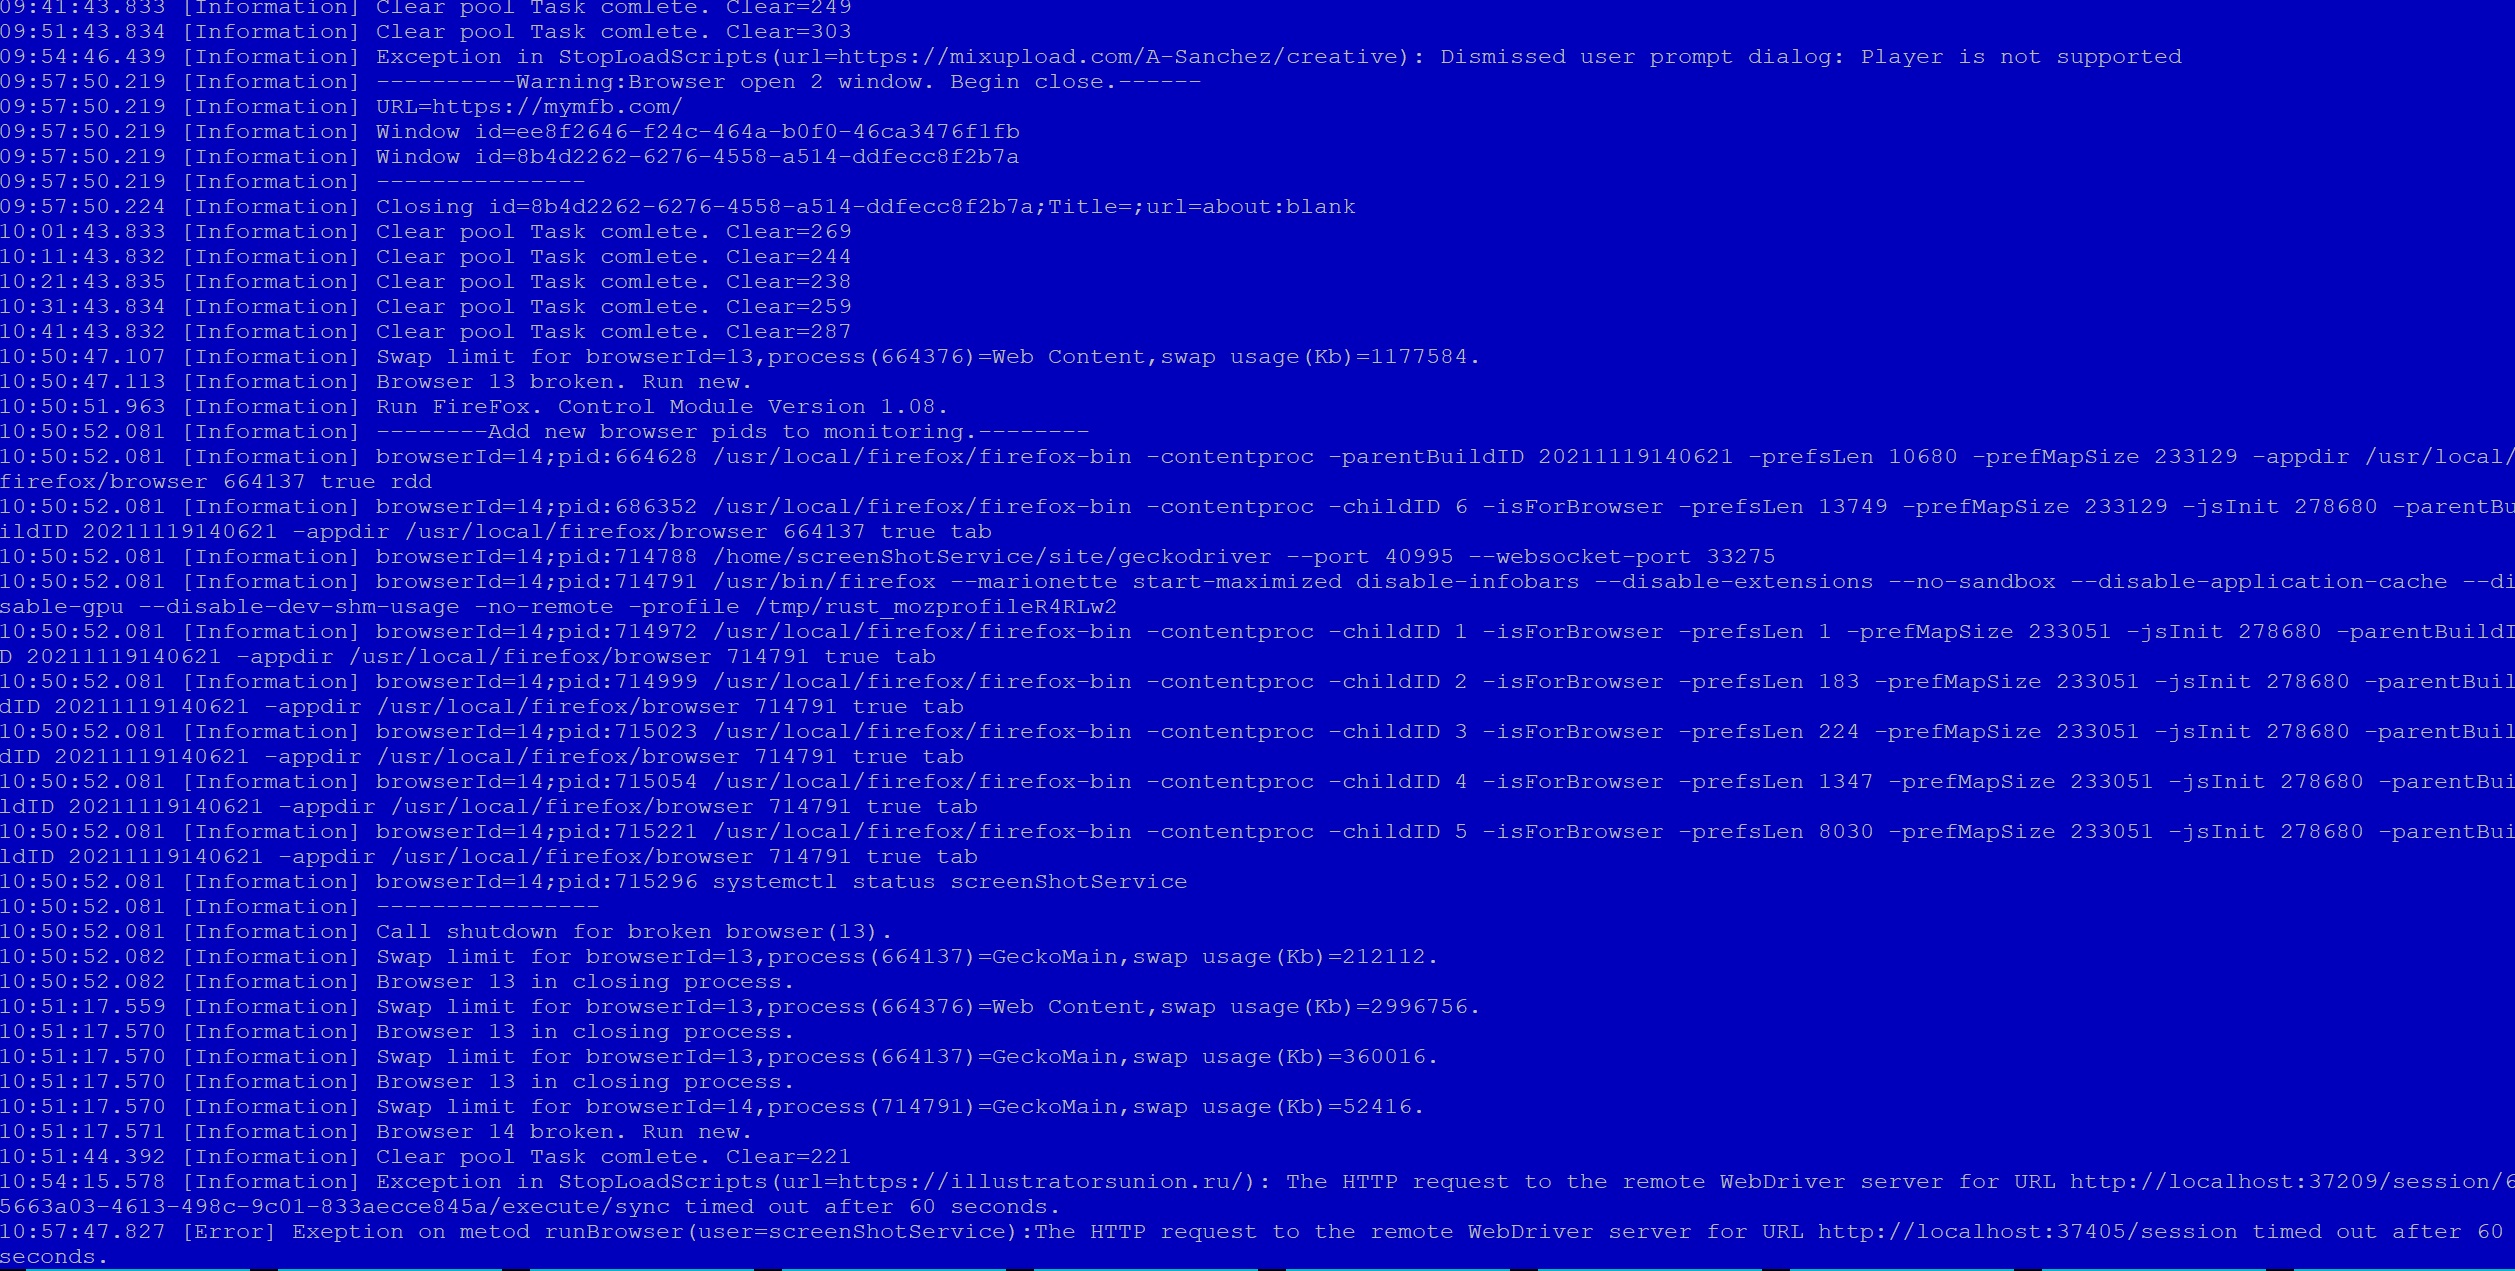 09:41:43.833 [Information] Clear pool Task comlete. Clear=249
09:51:43.834 [Information] Clear pool Task comlete. Clear=303
09:54:46.439 [Information] Exception in StopLoadScripts(url=https://mixupload.com/A-Sanchez/creative): Dismissed user prompt dialog: Player is not supported
09:57:50.219 [Information] ----------Warning:Browser open 2 window. Begin close.------
09:57:50.219 [Information] URL=https://mymfb.com/
09:57:50.219 [Information] Window id=ee8f2646-f24c-464a-b0f0-46ca3476f1fb
09:57:50.219 [Information] Window id=8b4d2262-6276-4558-a514-ddfecc8f2b7a
09:57:50.219 [Information] ---------------
09:57:50.224 [Information] Closing id=8b4d2262-6276-4558-a514-ddfecc8f2b7a;Title=;url=about:blank
10:01:43.833 [Information] Clear pool Task comlete. Clear=269
10:11:43.832 [Information] Clear pool Task comlete. Clear=244
10:21:43.835 [Information] Clear pool Task comlete. Clear=238
10:31:43.834 [Information] Clear pool Task comlete. Clear=259
10:41:43.832 [Information] Clear pool Task comlete. Clear=287
10:50:47.107 [Information] Swap limit for browserId=13,process(664376)=Web Content,swap usage(Kb)=1177584.
10:50:47.113 [Information] Browser 13 broken. Run new.
10:50:51.963 [Information] Run FireFox. Control Module Version 1.08.
10:50:52.081 [Information] --------Add new browser pids to monitoring.--------
10:50:52.081 [Information] browserId=14;pid:664628 /usr/local/firefox/firefox-bin -contentproc -parentBuildID 20211119140621 -prefsLen 10680 -prefMapSize 233129 -appdir /usr/local/
firefox/browser 664137 true rdd
10:50:52.081 [Information] browserId=14;pid:686352 /usr/local/firefox/firefox-bin -contentproc -childID 6 -isForBrowser -prefsLen 13749 -prefMapSize 233129 -jsInit 278680 -parentBu
ildID 20211119140621 -appdir /usr/local/firefox/browser 664137 true tab
10:50:52.081 [Information] browserId=14;pid:714788 /home/screenShotService/site/geckodriver --port 40995 --websocket-port 33275
10:50:52.081 [Information] browserId=14;pid:714791 /usr/bin/firefox --marionette start-maximized disable-infobars --disable-extensions --no-sandbox --disable-application-cache --di
sable-gpu --disable-dev-shm-usage -no-remote -profile /tmp/rust_mozprofileR4RLw2
10:50:52.081 [Information] browserId=14;pid:714972 /usr/local/firefox/firefox-bin -contentproc -childID 1 -isForBrowser -prefsLen 1 -prefMapSize 233051 -jsInit 278680 -parentBuildI
D 20211119140621 -appdir /usr/local/firefox/browser 714791 true tab
10:50:52.081 [Information] browserId=14;pid:714999 /usr/local/firefox/firefox-bin -contentproc -childID 2 -isForBrowser -prefsLen 183 -prefMapSize 233051 -jsInit 278680 -parentBuil
dID 20211119140621 -appdir /usr/local/firefox/browser 714791 true tab
10:50:52.081 [Information] browserId=14;pid:715023 /usr/local/firefox/firefox-bin -contentproc -childID 3 -isForBrowser -prefsLen 224 -prefMapSize 233051 -jsInit 278680 -parentBuil
dID 20211119140621 -appdir /usr/local/firefox/browser 714791 true tab
10:50:52.081 [Information] browserId=14;pid:715054 /usr/local/firefox/firefox-bin -contentproc -childID 4 -isForBrowser -prefsLen 1347 -prefMapSize 233051 -jsInit 278680 -parentBui
ldID 20211119140621 -appdir /usr/local/firefox/browser 714791 true tab
10:50:52.081 [Information] browserId=14;pid:715221 /usr/local/firefox/firefox-bin -contentproc -childID 5 -isForBrowser -prefsLen 8030 -prefMapSize 233051 -jsInit 278680 -parentBui
ldID 20211119140621 -appdir /usr/local/firefox/browser 714791 true tab
10:50:52.081 [Information] browserId=14;pid:715296 systemctl status screenShotService
10:50:52.081 [Information] ----------------
10:50:52.081 [Information] Call shutdown for broken browser(13).
10:50:52.082 [Information] Swap limit for browserId=13,process(664137)=GeckoMain,swap usage(Kb)=212112.
10:50:52.082 [Information] Browser 13 in closing process.
10:51:17.559 [Information] Swap limit for browserId=13,process(664376)=Web Content,swap usage(Kb)=2996756.
10:51:17.570 [Information] Browser 13 in closing process.
10:51:17.570 [Information] Swap limit for browserId=13,process(664137)=GeckoMain,swap usage(Kb)=360016.
10:51:17.570 [Information] Browser 13 in closing process.
10:51:17.570 [Information] Swap limit for browserId=14,process(714791)=GeckoMain,swap usage(Kb)=52416.
10:51:17.571 [Information] Browser 14 broken. Run new.
10:51:44.392 [Information] Clear pool Task comlete. Clear=221
10:54:15.578 [Information] Exception in StopLoadScripts(url=https://illustratorsunion.ru/): The HTTP request to the remote WebDriver server for URL http://localhost:37209/session/6
5663a03-4613-498c-9c01-833aecce845a/execute/sync timed out after 60 seconds.
10:57:47.827 [Error] Exeption on metod runBrowser(user=screenShotService):The HTTP request to the remote WebDriver server for URL http://localhost:37405/session timed out after 60
seconds.